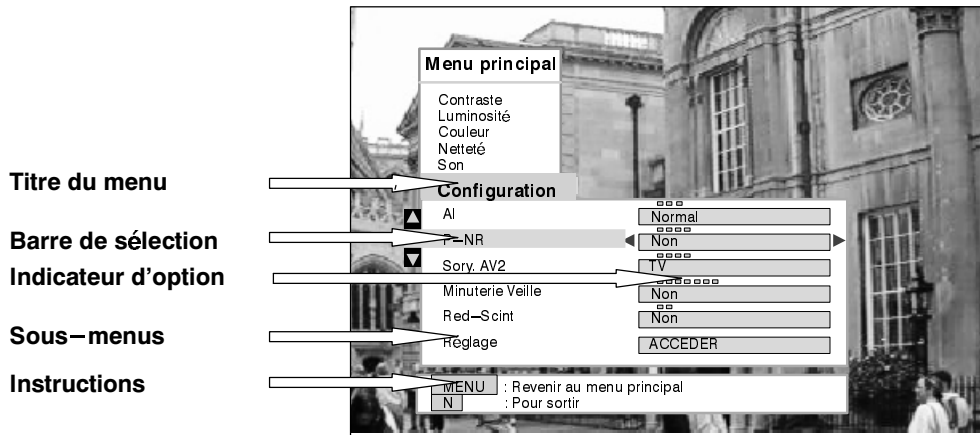 Menu principal
Contraste
Luminosité
Couleur
Netteté
Son
Titre du menu
Configuration
AI Normal
Barre de sélection
P–NR Non
Indicateur d'option
Sory. AV2 TV
Minuterie Veille Non
Red–Scint Non
Sous–menus
Réglage ACCEDER
Instructions
MENU : Revenir au menu principal
N : Pour sortir